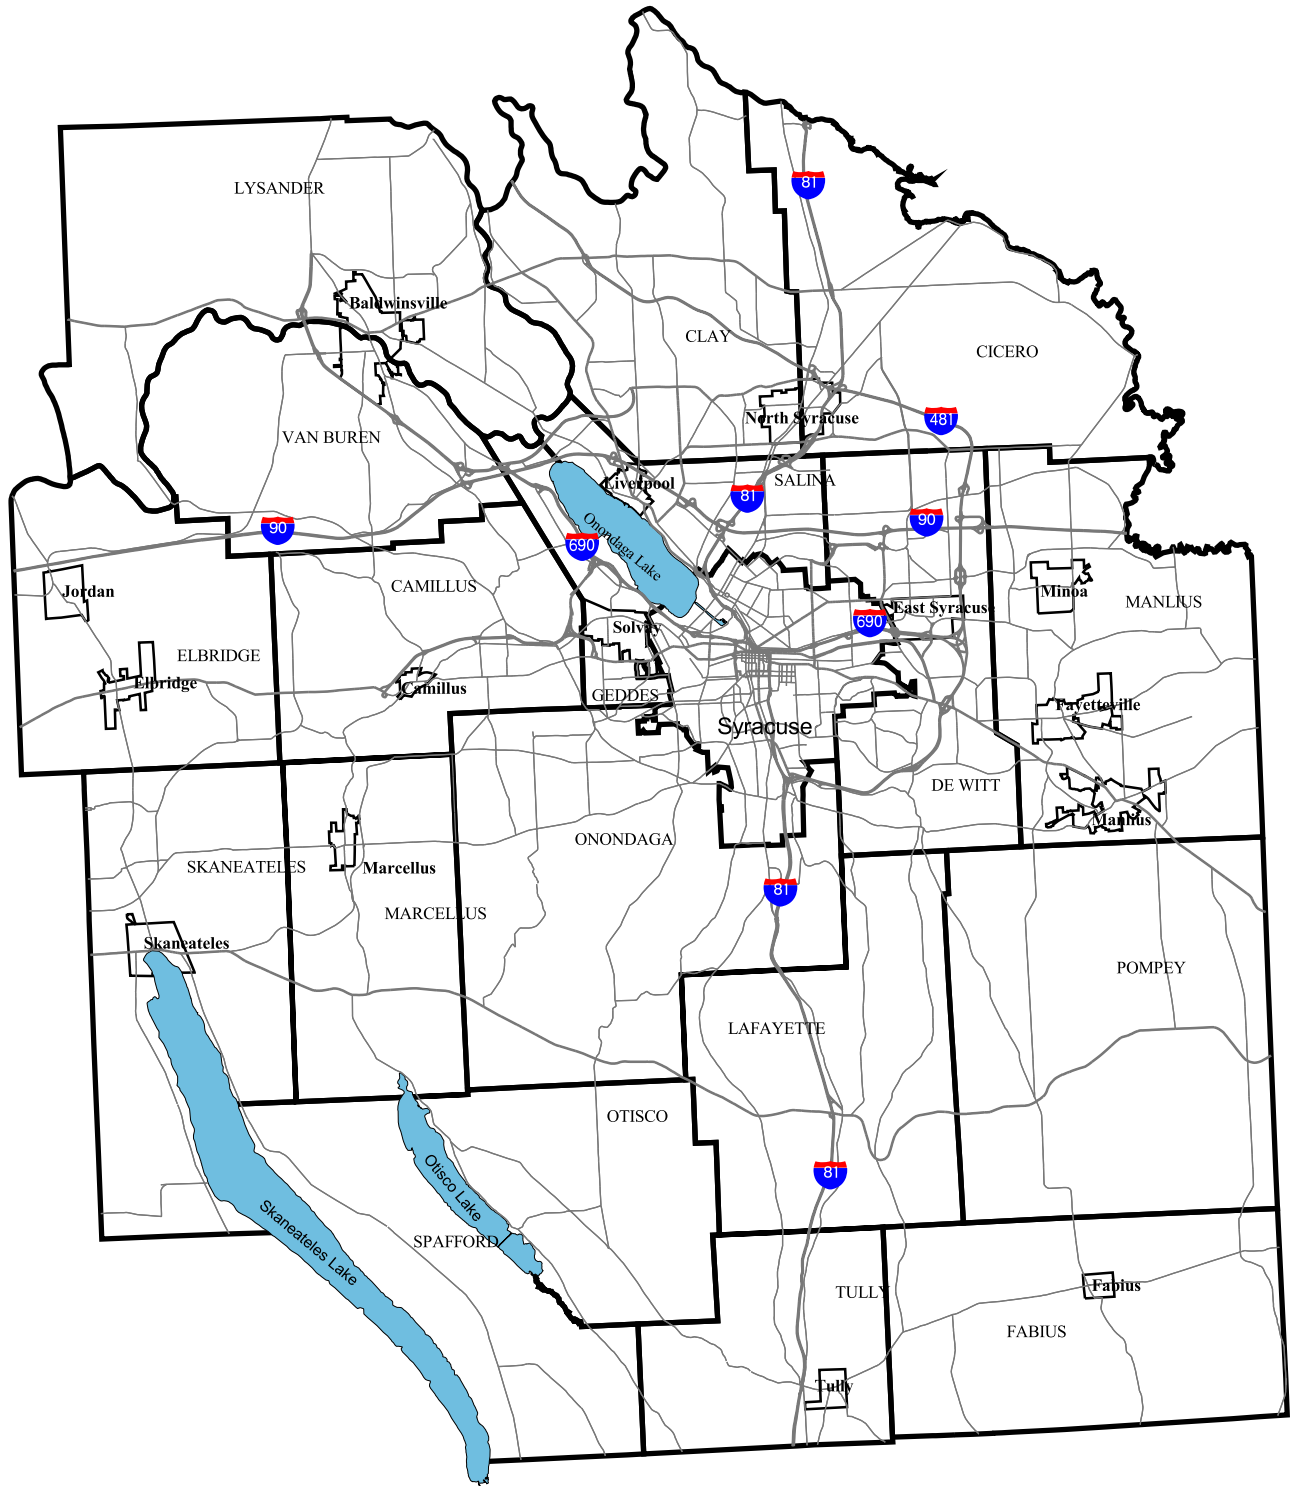 81
LYSANDER
Baldwinsville
CLAY
CICERO
North Syracuse
481
VAN BUREN
Liverpool
SALINA
81
90
90
Onondaga Lake
690
CAMILLUS
Jordan
Minoa
MANLIUS
East Syracuse
690
Solvay
ELBRIDGE
Elbridge
Camillus
GEDDES
Fayetteville
Syracuse
DE WITT
Manlius
ONONDAGA
SKANEATELES
Marcellus
81
MARCELLUS
Skaneateles
POMPEY
LAFAYETTE
OTISCO
81
Otisco Lake
Skaneateles Lake
SPAFFORD
TULLY
Fabius
FABIUS
Tully